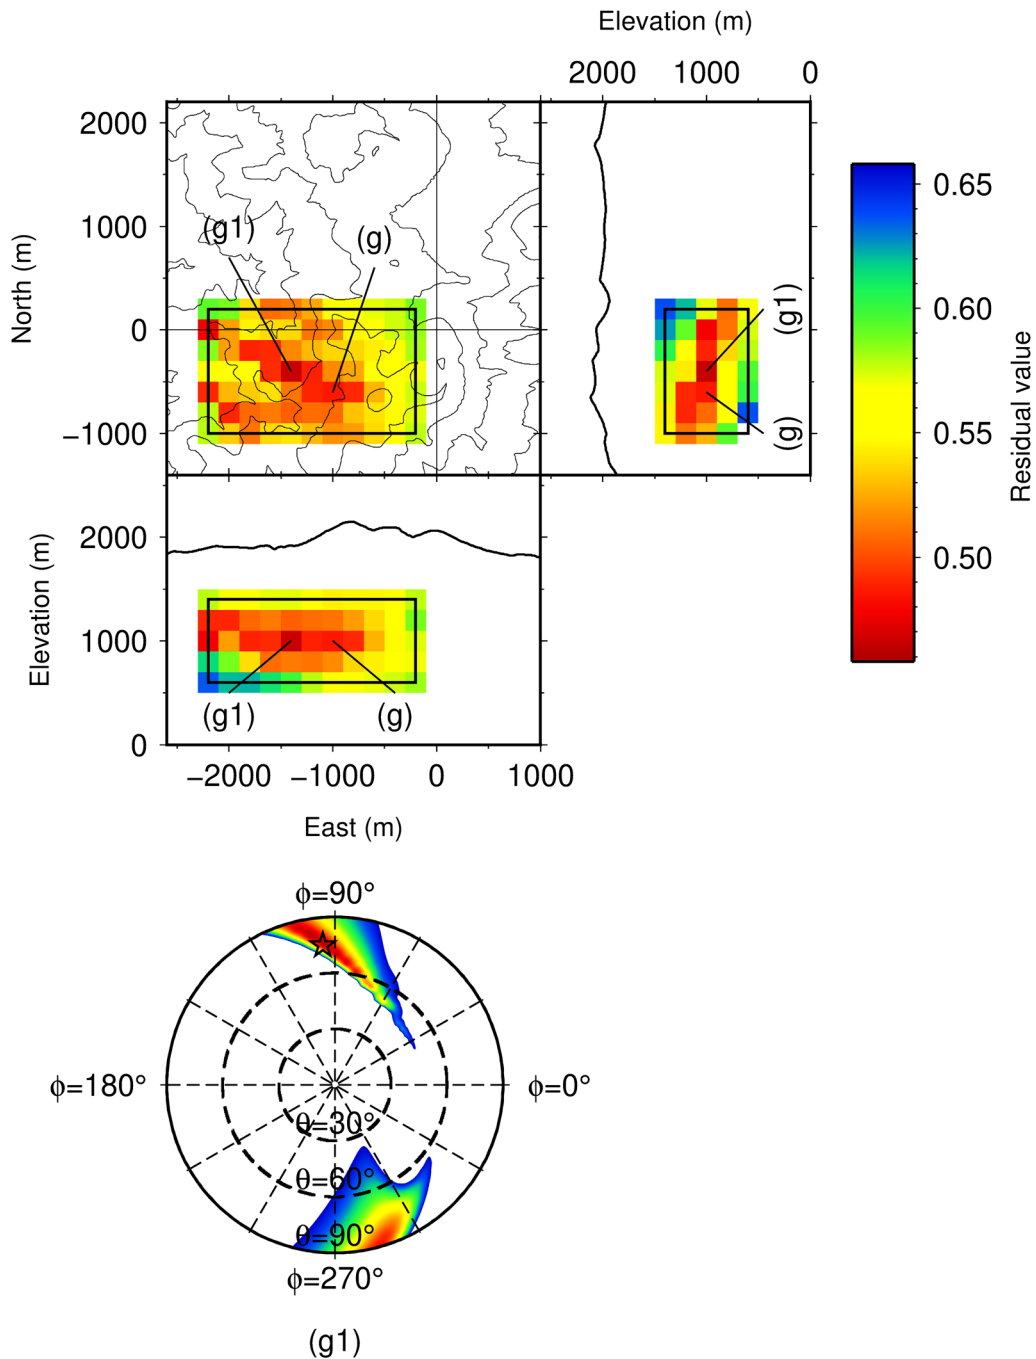 Elevation (m)
2000 1000 0
2000
1000
0
−1000
North (m)
(g1)
(g)
(g1)
(g)
0.65
0.60
0.55
0.50
Residual value
2000
1000
0
Elevation (m)
(g1)
(g)
−2000 −1000 0 1000
East (m)
ϕ=90°
ϕ=180°
ϕ=0°
θ=30°
θ=60°
θ=90°
ϕ=270°
(g1)